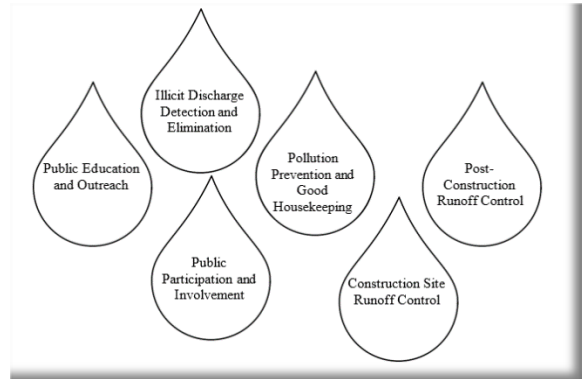 Illicit Discharge
Detection and
Elimination
Public Education
and Outreach
Pollution
Prevention and
Good
Housekeeping
Post-
Construction
Runoff Control
Public
Participation and
Involvement
Construction Site
Runoff Control